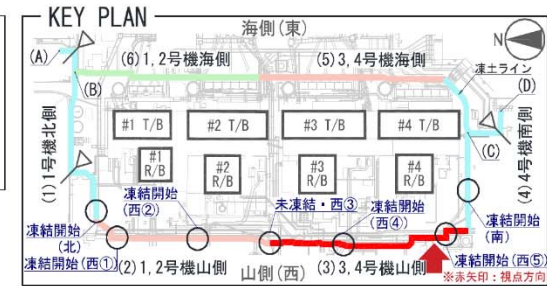 KEY PLAN
海側(東)
N
(A)
(6)1,2号機海側
(5)3,4号機海側
凍土ライン
(B)
(D)
#1 T/B
#2 T/B
#3 T/B
#4 T/B
(C)
(1)1号機北側
#1
R/B
#2
R/B
#3
R/B
#4
R/B
(4)4号機南側
凍結開始
(西②)
未凍結・西③
凍結開始
(西④)
凍結開始
(北)
凍結開始
(南)
凍結開始(西①)
(2)1,2号機山側
山側(西)
(3)3,4号機山側
凍結開始(西⑤)
※赤矢印:視点方向